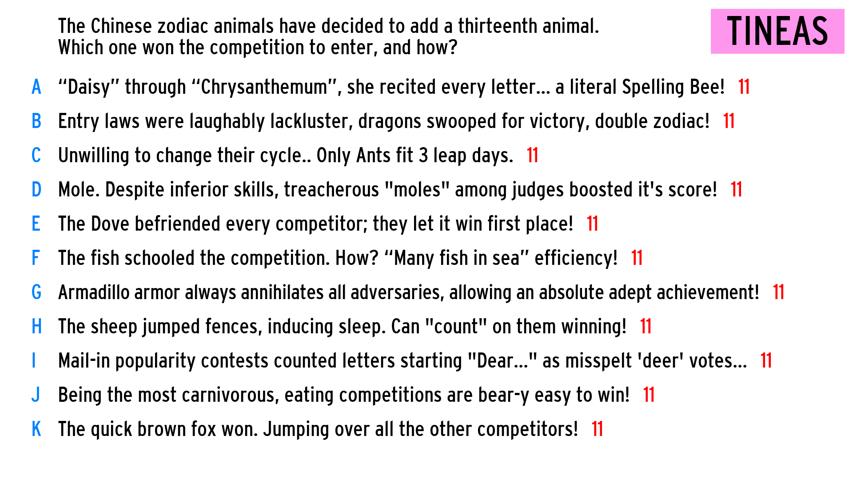 The Chinese zodiac animals have decided to add a thirteenth animal.
Which one won the competition to enter, and how?
TINEAS
A “Daisy” through “Chrysanthemum”, she recited every letter... a literal Spelling Bee! 11
B Entry laws were laughably lackluster, dragons swooped for victory, double zodiac! 11
C Unwilling to change their cycle.. Only Ants fit 3 leap days. 11
D Mole. Despite inferior skills, treacherous "moles" among judges boosted it's score! 11
E The Dove befriended every competitor; they let it win first place! 11
F The fish schooled the competition. How? “Many fish in sea” efficiency! 11
G Armadillo armor always annihilates all adversaries, allowing an absolute adept achievement! 11
H The sheep jumped fences, inducing sleep. Can "count" on them winning! 11
I Mail-in popularity contests counted letters starting "Dear..." as misspelt 'deer' votes... 11
J Being the most carnivorous, eating competitions are bear-y easy to win! 11
K The quick brown fox won. Jumping over all the other competitors! 11